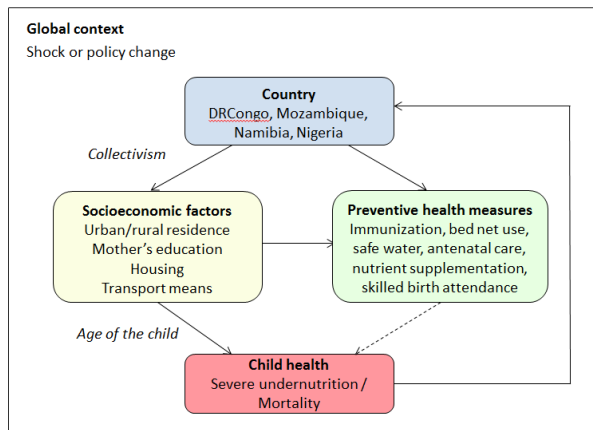 Global context
Shock or policy change
Country
DRCongo, Mozambique,
Namibia, Nigeria
Collectivism
Socioeconomic factors
Urban/rural residence
Mother's education
Housing
Transport means
Preventive health measures
Immunization, bed net use,
safe water, antenatal care,
nutrient supplementation,
skilled birth attendance
Age of the child
Child health
Severe undernutrition /
Mortality